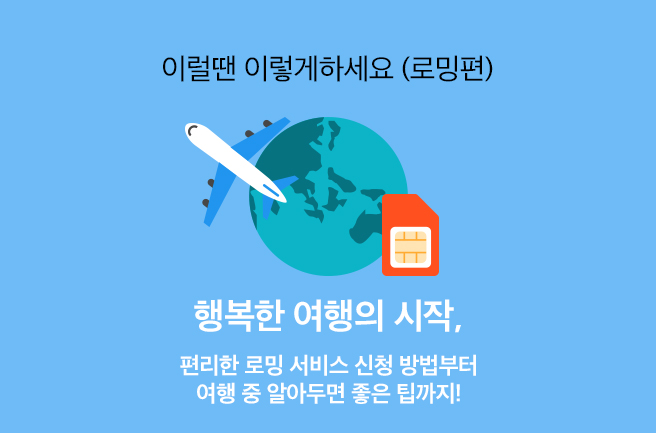 이럴땐 이렇게하세요 (로밍편)
행복한 여행의 시작,
편리한 로밍 서비스 신청 방법부터
여행 중 알아두면 좋은 팁까지!